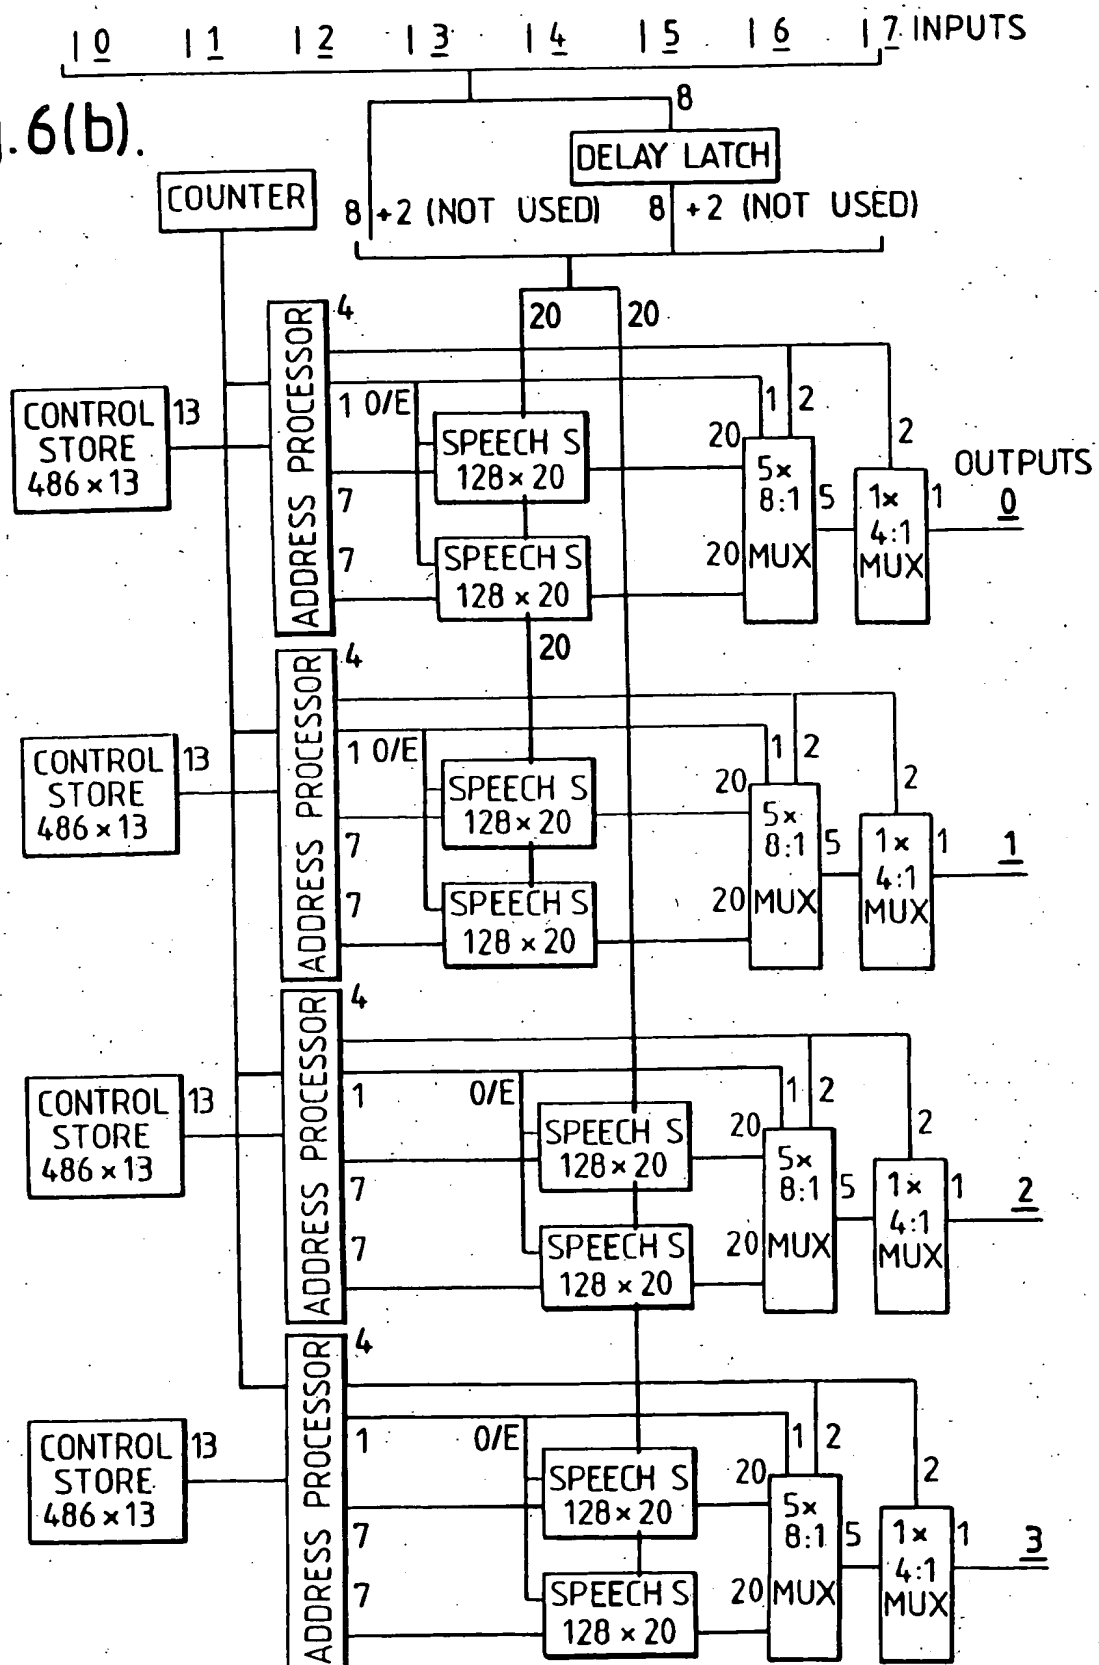 1 0 1 1 1 2 1 3 1 4 1 5 1 6 1 7 INPUTS
8
.6(b).
DELAY LATCH
COUNTER
8 +2 (NOT USED) 8 +2 (NOT USED)
20 20
4
ADDRESS PROCESSOR
CONTROL STORE 486 × 13
13
1 O/E
7
7
SPEECH S 128 × 20
SPEECH S 128 × 20
20
1 2
20
20
5× 8:1 MUX
5
2
1× 4:1 MUX
1
OUTPUTS
0
4
ADDRESS PROCESSOR
CONTROL STORE 486 × 13
13
1 O/E
7
7
SPEECH S 128 × 20
SPEECH S 128 × 20
1 2
20
20
5× 8:1 MUX
5
2
1× 4:1 MUX
1
1
4
ADDRESS PROCESSOR
CONTROL STORE 486 × 13
13
1 O/E
7
7
SPEECH S 128 × 20
SPEECH S 128 × 20
1 2
20
20
5× 8:1 MUX
5
2
1× 4:1 MUX
1
2
4
ADDRESS PROCESSOR
CONTROL STORE 486 × 13
13
1 O/E
7
7
SPEECH S 128 × 20
SPEECH S 128 × 20
1 2
20
20
5× 8:1 MUX
5
2
1× 4:1 MUX
1
3